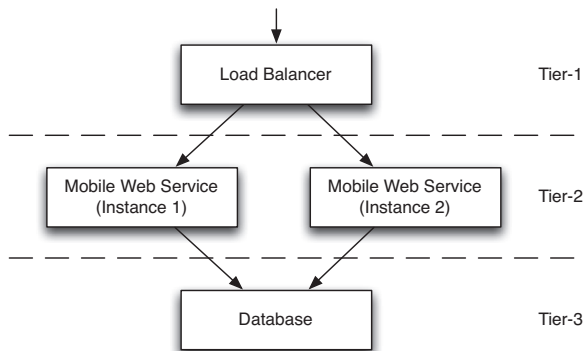 Load Balancer
Tier-1
Mobile Web Service
(Instance 1)
Mobile Web Service
(Instance 2)
Tier-2
Database
Tier-3